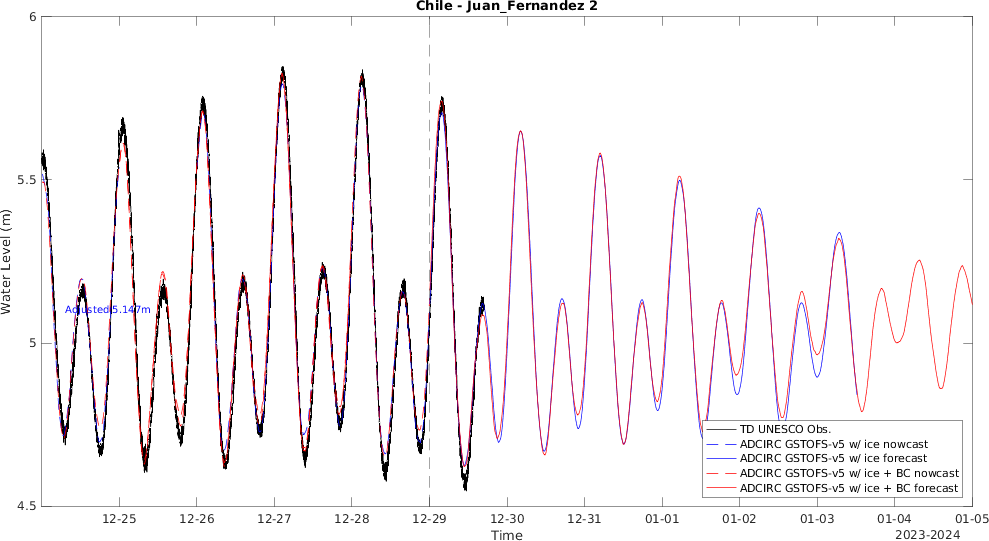 Chile - Juan_Fernandez 2
6
5.5
5
4.5
Water Level (m)
Adjusted 5.147m
TD UNESCO Obs.
ADCIRC GSTOFS-v5 w/ ice nowcast
ADCIRC GSTOFS-v5 w/ ice forecast
ADCIRC GSTOFS-v5 w/ ice + BC nowcast
ADCIRC GSTOFS-v5 w/ ice + BC forecast
12-25 12-26 12-27 12-28 12-29 12-30 12-31 01-01 01-02 01-03 01-04 01-05
Time
2023-2024